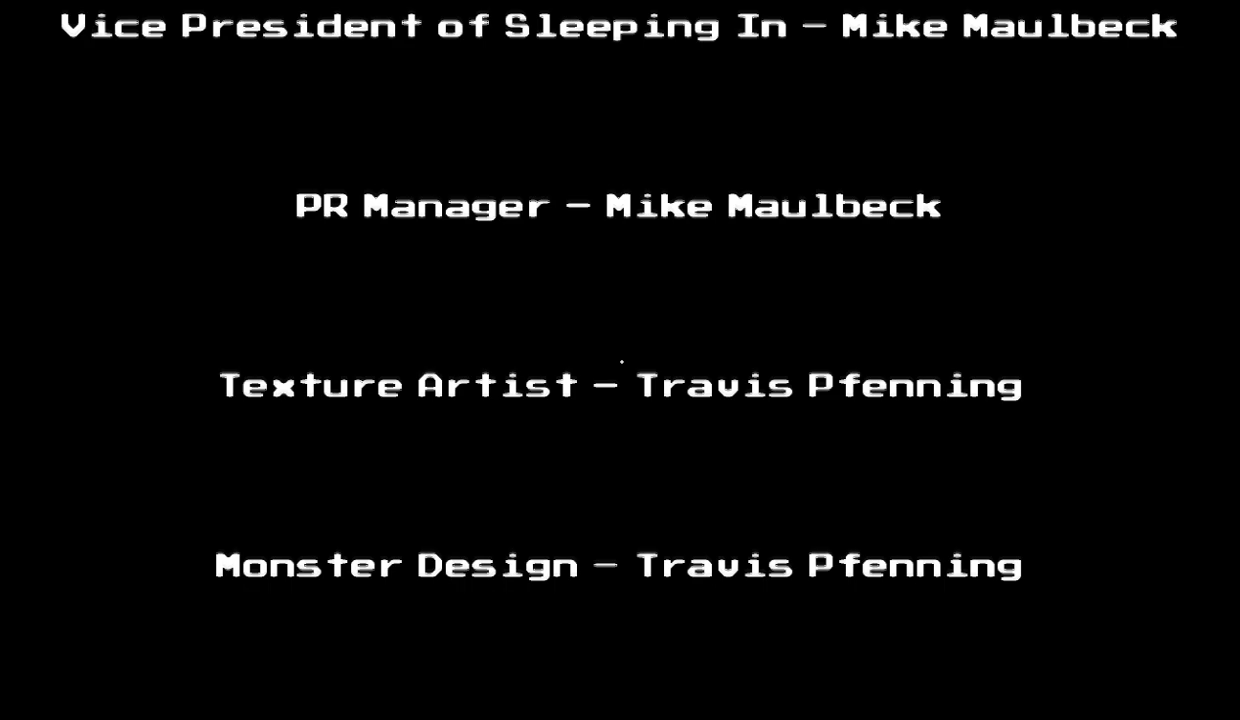 Vice President of Sleeping In - Mike Maulbeck
PR Manager - Mike Maulbeck
Texture Artist - Travis Pfenning
Monster Design - Travis Pfenning